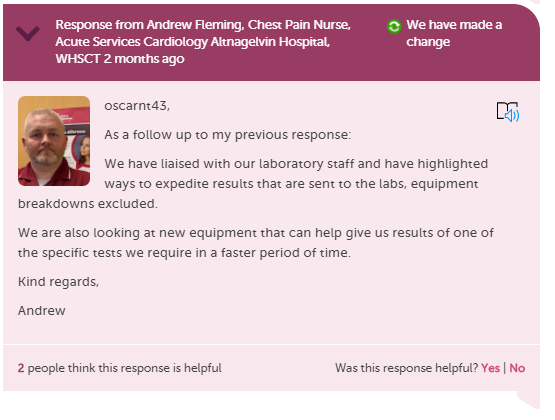 Response from Andrew Fleming, Chest Pain Nurse,
Acute Services Cardiology Altnagelvin Hospital,
WHSCT 2 months ago
We have made a
change
oscarnt43,
As a follow up to my previous response:
We have liaised with our laboratory staff and have highlighted
ways to expedite results that are sent to the labs, equipment
breakdowns excluded.
We are also looking at new equipment that can help give us results of one of
the specific tests we require in a faster period of time.
Kind regards,
Andrew
2 people think this response is helpful
Was this response helpful? Yes | No